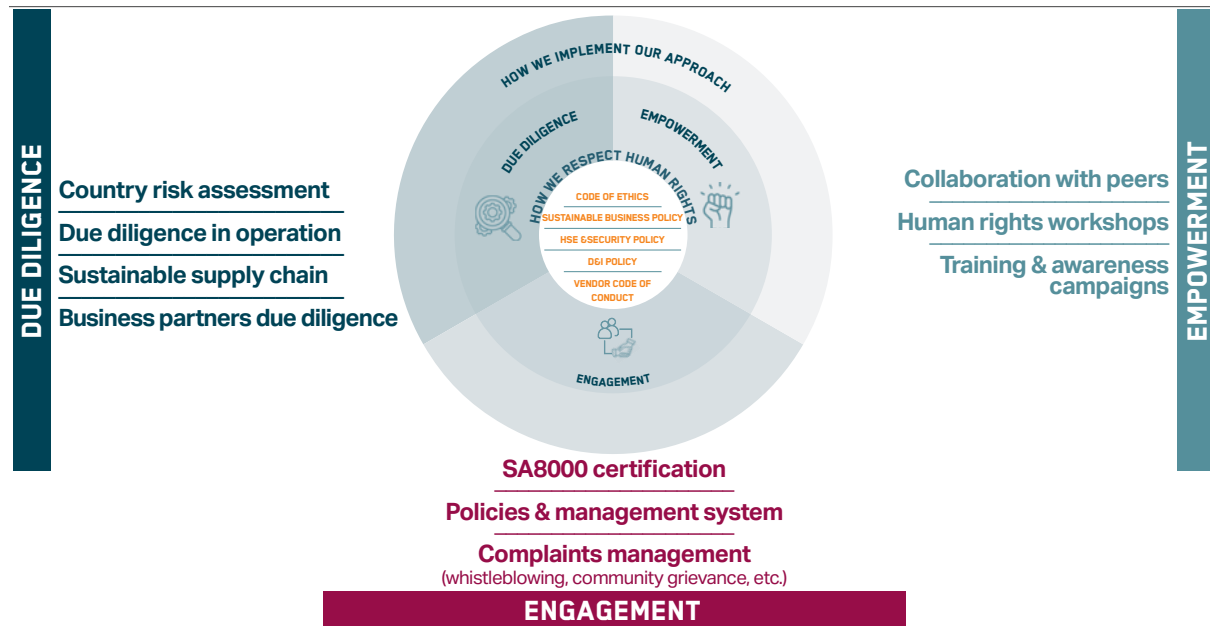 HOW WE IMPLEMENT OUR APPROACH
DUE DILIGENCE
EMPOWERMENT
HOW WE RESPECT HUMAN RIGHTS
CODE OF ETHICS
SUSTAINABLE BUSINESS POLICY
HSE &SECURITY POLICY
D&I POLICY
VENDOR CODE OF
CONDUCT
ENGAGEMENT
DUE DILIGENCE
Country risk assessment
Due diligence in operation
Sustainable supply chain
Business partners due diligence
EMPOWERMENT
Collaboration with peers
Human rights workshops
Training & awareness
campaigns
SA8000 certification
Policies & management system
Complaints management
(whistleblowing, community grievance, etc.)
ENGAGEMENT